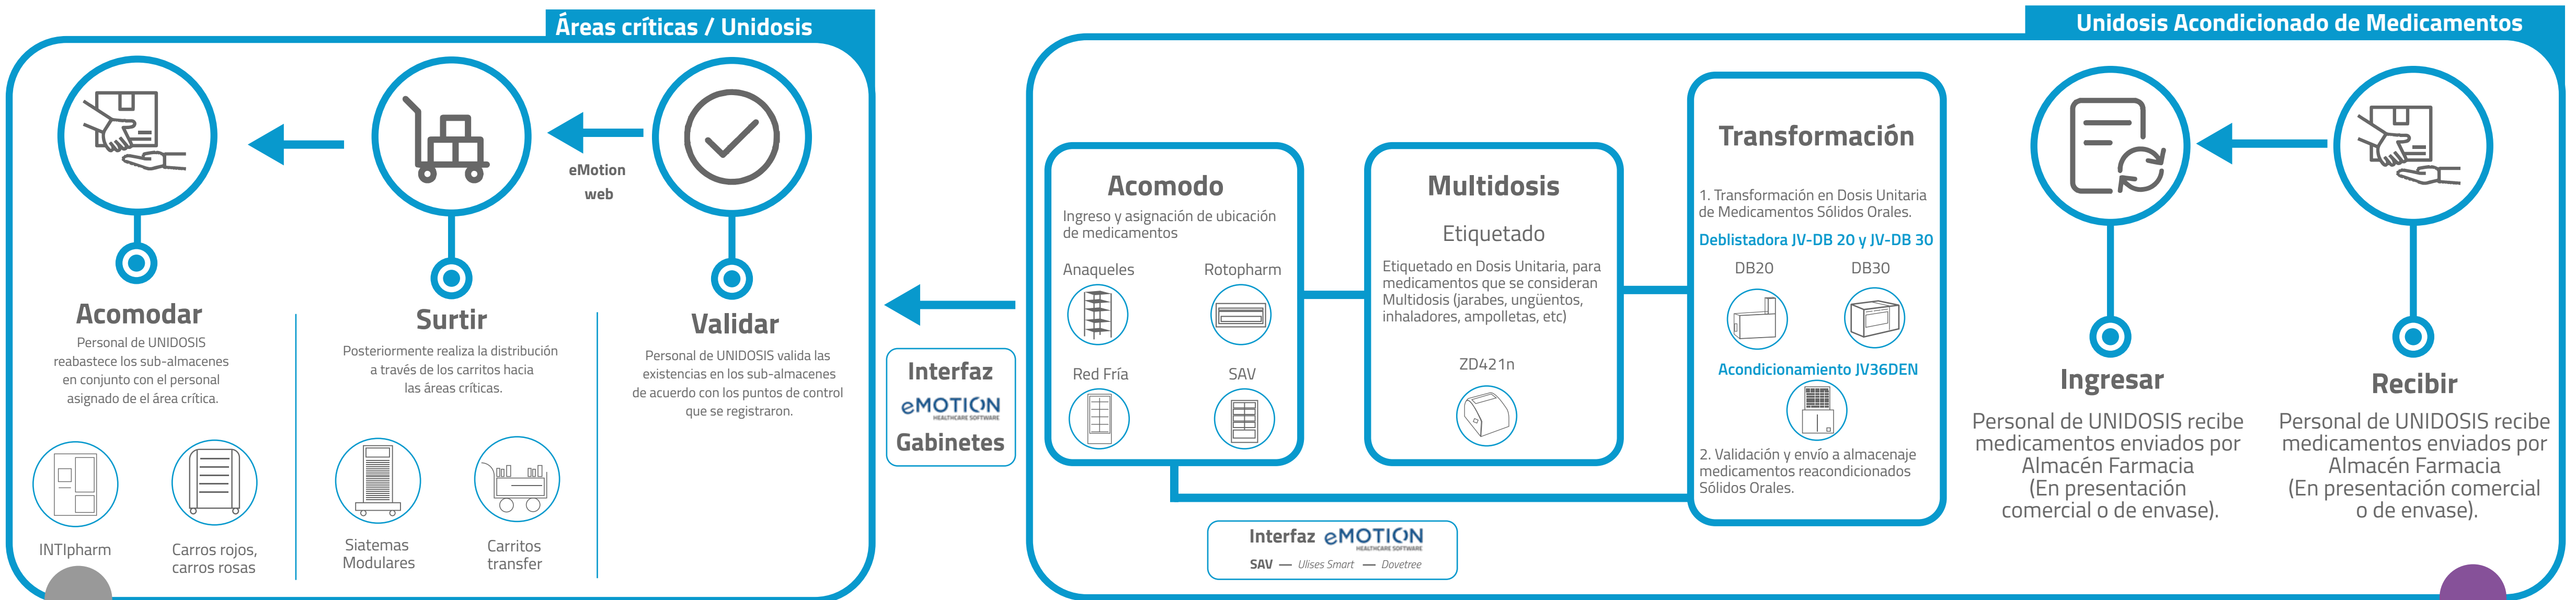 Áreas críticas / Unidosis
eMotion
web
Acomodar
Personal de UNIDOSIS
reabastece los sub-almacenes
en conjunto con el personal
asignado de el área crítica.
INTIpharm
Carros rojos,
carros rosas
Surtir
Posteriormente realiza la distribución
a través de los carritos hacia
las áreas críticas.
Siatemas
Modulares
Carritos
transfer
Validar
Personal de UNIDOSIS valida las
existencias en los sub-almacenes
de acuerdo con los puntos de control
que se registraron.
Interfaz
eMOTION
HEALTHCARE SOFTWARE
Gabinetes
Unidosis Acondicionado de Medicamentos
Acomodo
Ingreso y asignación de ubicación
de medicamentos
Anaqueles
Rotopharm
Red Fría
SAV
Multidosis
Etiquetado
Etiquetado en Dosis Unitaria, para
medicamentos que se consideran
Multidosis (jarabes, ungüentos,
inhaladores, ampolletas, etc)
ZD421n
Transformación
1. Transformación en Dosis Unitaria
de Medicamentos Sólidos Orales.
Deblistadora JV-DB 20 y JV-DB 30
DB20
DB30
Acondicionamiento JV36DEN
2. Validación y envío a almacenaje
medicamentos reacondicionados
Sólidos Orales.
Interfaz eMOTION
HEALTHCARE SOFTWARE
SAV — Ulises Smart — Dovetree
Ingresar
Personal de UNIDOSIS recibe
medicamentos enviados por
Almacén Farmacia
(En presentación
comercial o de envase).
Recibir
Personal de UNIDOSIS recibe
medicamentos enviados por
Almacén Farmacia
(En presentación comercial
o de envase).